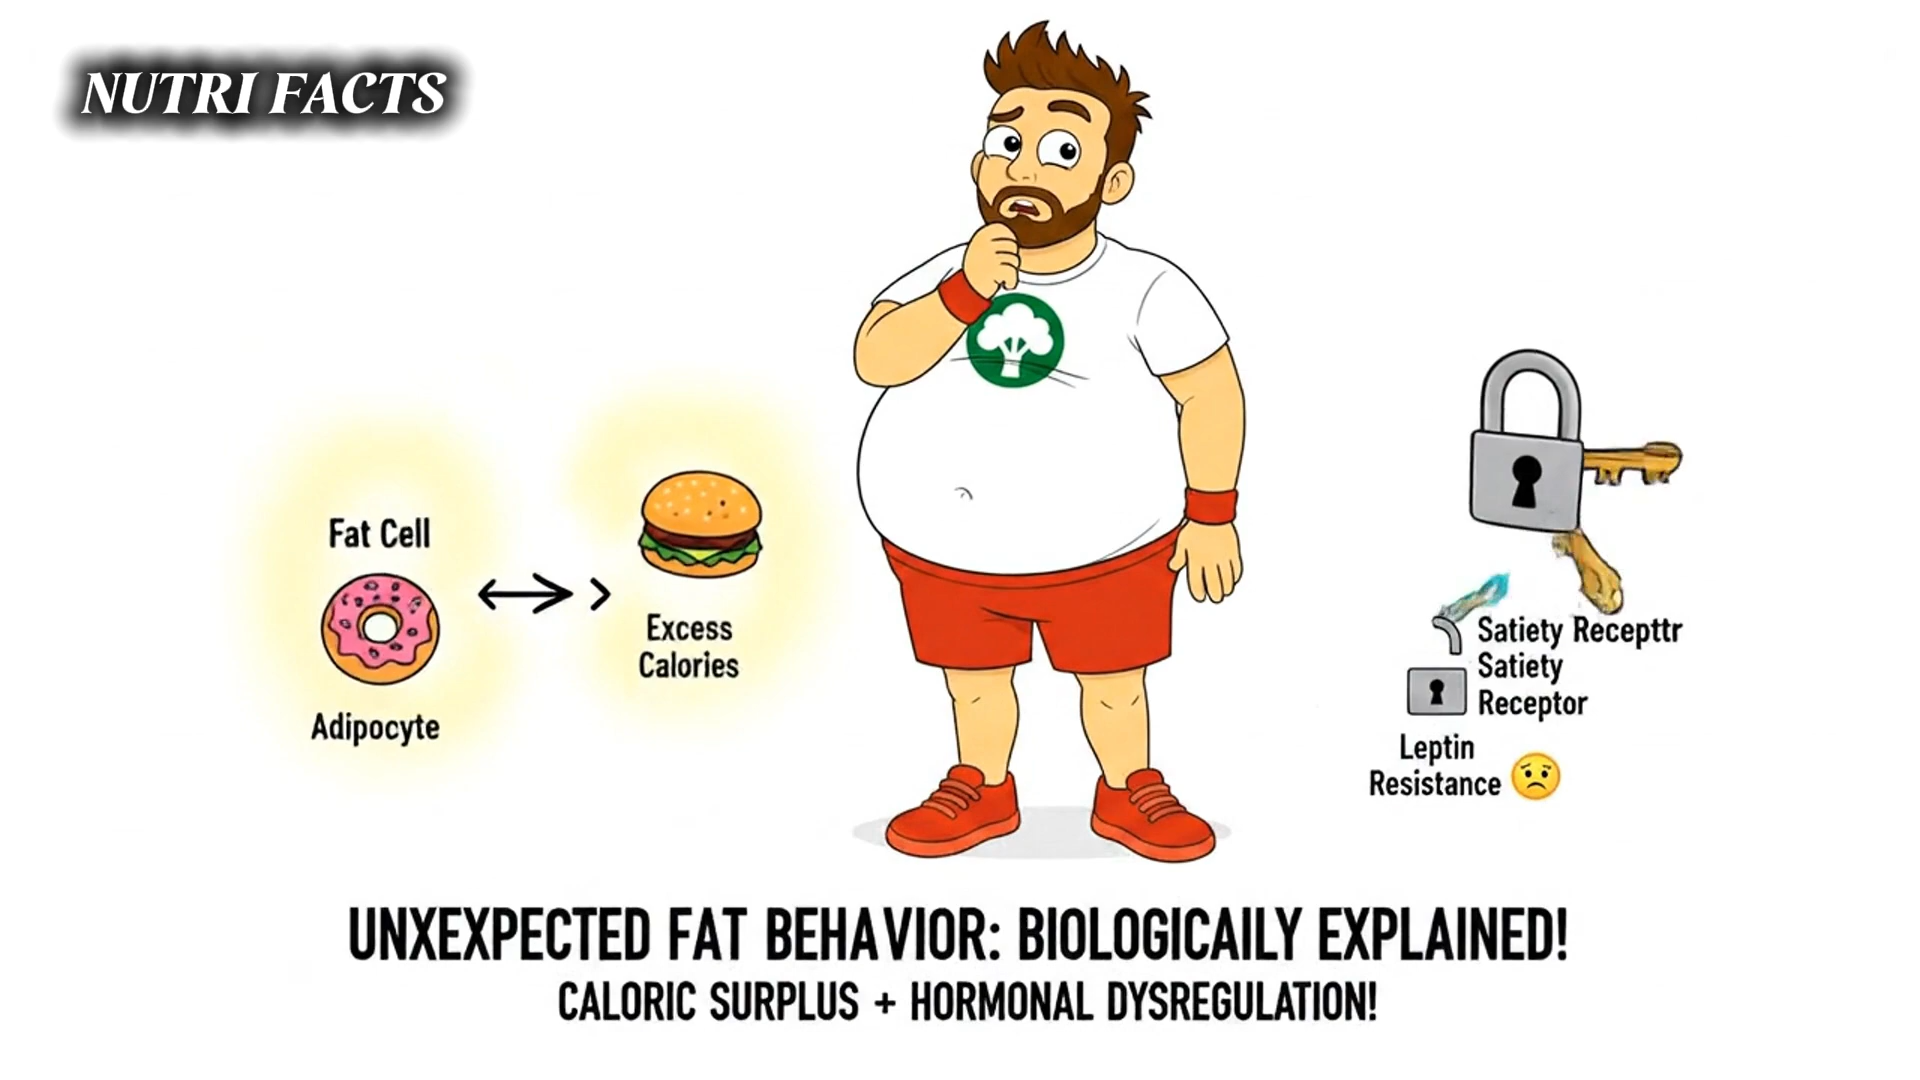 NUTRI FACTS
Fat Cell
Adipocyte
Excess
Calories
Satiety Recepttr
Satiety
Receptor
Leptin
Resistance
UNXEXPECTED FAT BEHAVIOR: BIOLOGICAILY EXPLAINED!
CALORIC SURPLUS + HORMONAL DYSREGULATION!